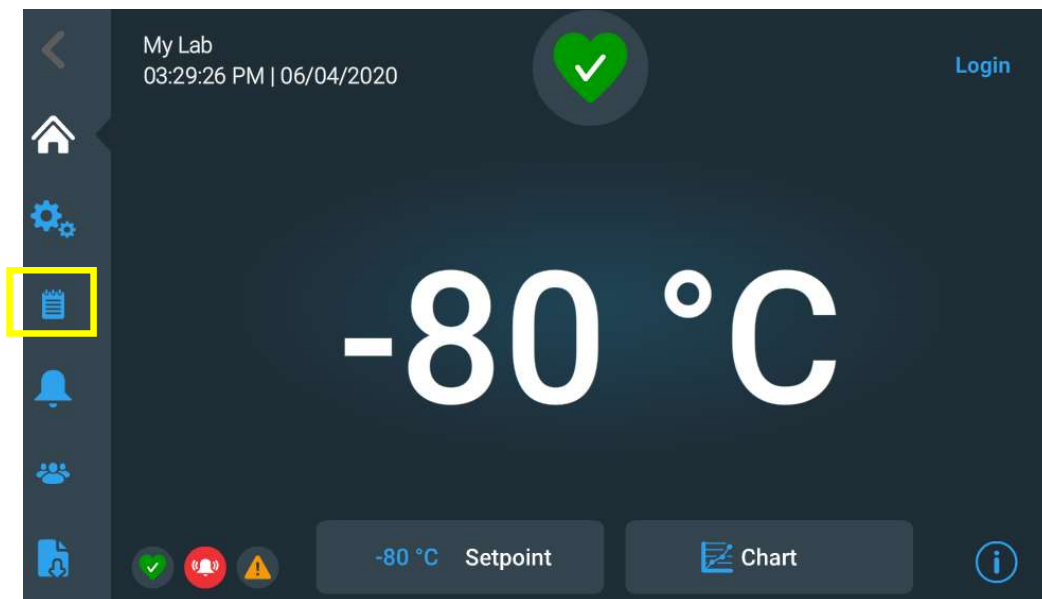 My Lab
03:29:26 PM | 06/04/2020
Login
-80 °C
-80 °C Setpoint
Chart
i